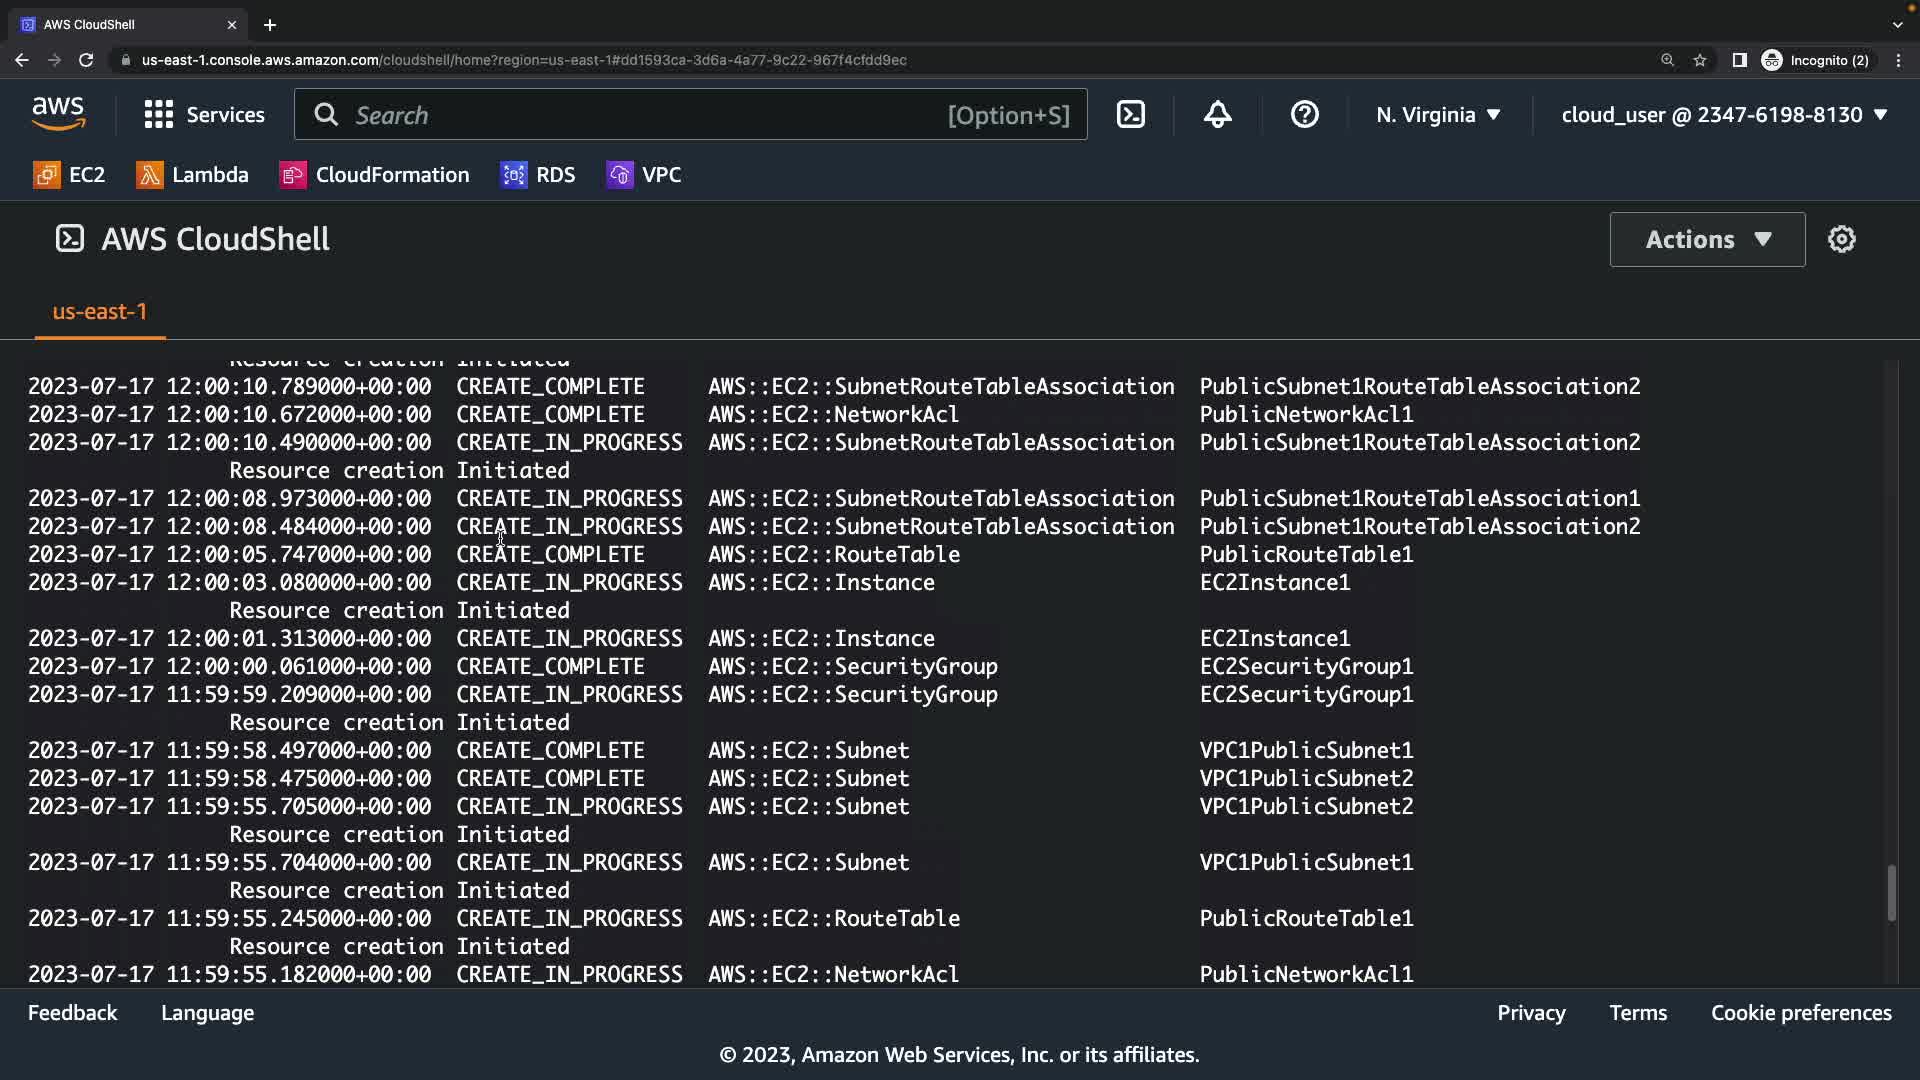 AWS CloudShell
us-east-1.console.aws.amazon.com/cloudshell/home?region=us-east-1#dd1593ca-3d6a-4a77-9c22-967f4cfdd9ec
Incognito (2)
aws
Services
Search
[Option+S]
N. Virginia
cloud_user @ 2347-6198-8130
EC2
Lambda
CloudFormation
RDS
VPC
AWS CloudShell
Actions
us-east-1
Resource creation Initiated
2023-07-17 12:00:10.789000+00:00 CREATE_COMPLETE AWS::EC2::SubnetRouteTableAssociation PublicSubnet1RouteTableAssociation2
2023-07-17 12:00:10.672000+00:00 CREATE_COMPLETE AWS::EC2::NetworkAcl PublicNetworkAcl1
2023-07-17 12:00:10.490000+00:00 CREATE_IN_PROGRESS AWS::EC2::SubnetRouteTableAssociation PublicSubnet1RouteTableAssociation2
Resource creation Initiated
2023-07-17 12:00:08.973000+00:00 CREATE_IN_PROGRESS AWS::EC2::SubnetRouteTableAssociation PublicSubnet1RouteTableAssociation1
2023-07-17 12:00:08.484000+00:00 CREATE_IN_PROGRESS AWS::EC2::SubnetRouteTableAssociation PublicSubnet1RouteTableAssociation2
2023-07-17 12:00:05.747000+00:00 CREATE_COMPLETE AWS::EC2::RouteTable PublicRouteTable1
2023-07-17 12:00:03.080000+00:00 CREATE_IN_PROGRESS AWS::EC2::Instance EC2Instance1
Resource creation Initiated
2023-07-17 12:00:01.313000+00:00 CREATE_IN_PROGRESS AWS::EC2::Instance EC2Instance1
2023-07-17 12:00:00.061000+00:00 CREATE_COMPLETE AWS::EC2::SecurityGroup EC2SecurityGroup1
2023-07-17 11:59:59.209000+00:00 CREATE_IN_PROGRESS AWS::EC2::SecurityGroup EC2SecurityGroup1
Resource creation Initiated
2023-07-17 11:59:58.497000+00:00 CREATE_COMPLETE AWS::EC2::Subnet VPC1PublicSubnet1
2023-07-17 11:59:58.475000+00:00 CREATE_COMPLETE AWS::EC2::Subnet VPC1PublicSubnet2
2023-07-17 11:59:55.705000+00:00 CREATE_IN_PROGRESS AWS::EC2::Subnet VPC1PublicSubnet2
Resource creation Initiated
2023-07-17 11:59:55.704000+00:00 CREATE_IN_PROGRESS AWS::EC2::Subnet VPC1PublicSubnet1
Resource creation Initiated
2023-07-17 11:59:55.245000+00:00 CREATE_IN_PROGRESS AWS::EC2::RouteTable PublicRouteTable1
Resource creation Initiated
2023-07-17 11:59:55.182000+00:00 CREATE_IN_PROGRESS AWS::EC2::NetworkAcl PublicNetworkAcl1
Feedback
Language
Privacy
Terms
Cookie preferences
© 2023, Amazon Web Services, Inc. or its affiliates.